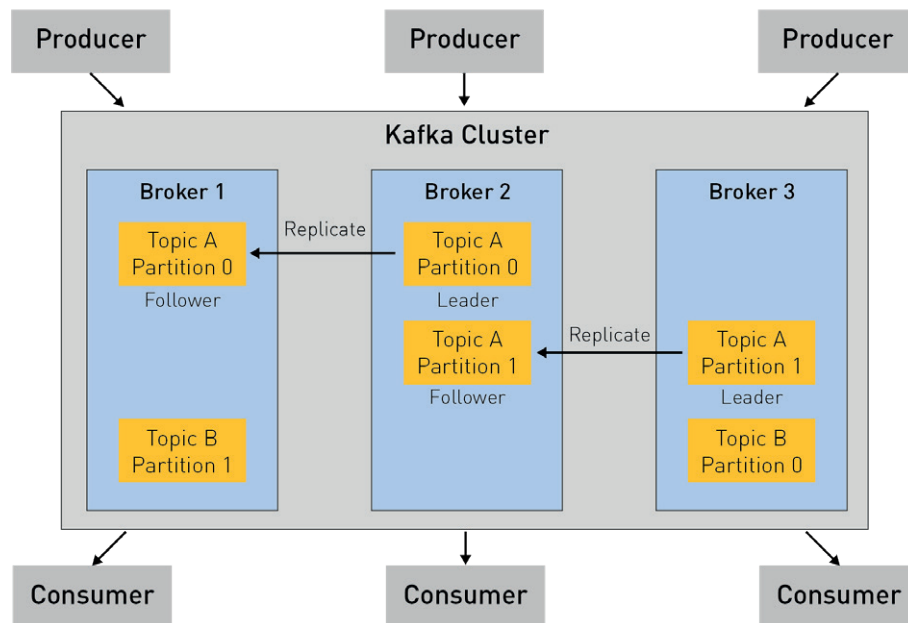 Producer
Producer
Producer
Kafka Cluster
Broker 1
Broker 2
Broker 3
Topic A
Partition 0
Follower
Replicate
Topic A
Partition 0
Leader
Topic A
Partition 1
Follower
Replicate
Topic A
Partition 1
Leader
Topic B
Partition 1
Topic B
Partition 0
Consumer
Consumer
Consumer